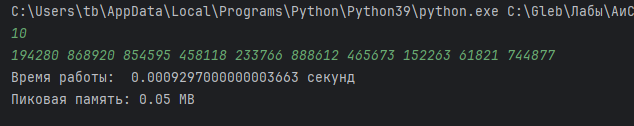 C:\Users\tb\AppData\Local\Programs\Python\Python39\python.exe C:\Gleb\Лабы\АиС
10
194280 868920 854595 458118 233766 888612 465673 152263 61821 744877
Время работы:  0.0009297000000003663 секунд
Пиковая память: 0.05 MB